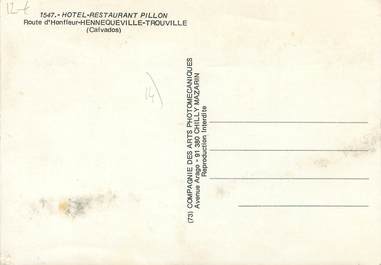 12 €
1547.- HOTEL-RESTAURANT PILLON
Route d'Honfleur-HENNEQUEVILLE-TROUVILLE
(Calvados)
14)
(73) COMPAGNIE DES ARTS PHOTOMECANIQUES
Avenue Arago - 91 380 CHILLY MAZARIN
Reproduction Interdite